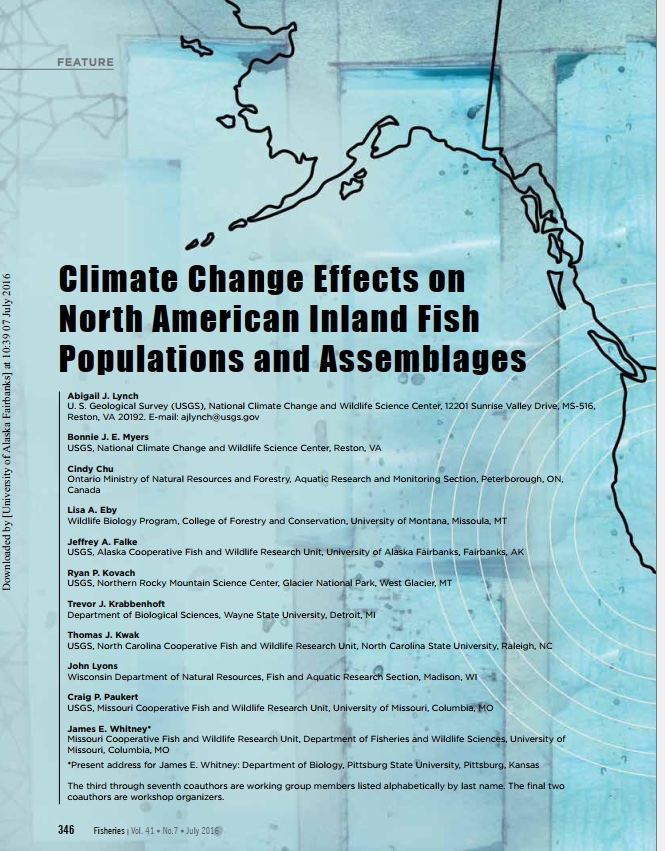 FEATURE
Downloaded by [University of Alaska Fairbanks] at 10:39 07 July 2016
Climate Change Effects on
North American Inland Fish
Populations and Assemblages
Abigail J. Lynch
U. S. Geological Survey (USGS), National Climate Change and Wildlife Science Center, 12201 Sunrise Valley Drive, MS-516,
Reston, VA 20192. E-mail: ajlynch@usgs.gov
Bonnie J. E. Myers
USGS, National Climate Change and Wildlife Science Center, Reston, VA
Cindy Chu
Ontario Ministry of Natural Resources and Forestry, Aquatic Research and Monitoring Section, Peterborough, ON,
Canada
Lisa A. Eby
Wildlife Biology Program, College of Forestry and Conservation, University of Montana, Missoula, MT
Jeffrey A. Falke
USGS, Alaska Cooperative Fish and Wildlife Research Unit, University of Alaska Fairbanks, Fairbanks, AK
Ryan P. Kovach
USGS, Northern Rocky Mountain Science Center, Glacier National Park, West Glacier, MT
Trevor J. Krabbenhoft
Department of Biological Sciences, Wayne State University, Detroit, MI
Thomas J. Kwak
USGS, North Carolina Cooperative Fish and Wildlife Research Unit, North Carolina State University, Raleigh, NC
John Lyons
Wisconsin Department of Natural Resources, Fish and Aquatic Research Section, Madison, WI
Craig P. Paukert
USGS, Missouri Cooperative Fish and Wildlife Research Unit, University of Missouri, Columbia, MO
James E. Whitney*
Missouri Cooperative Fish and Wildlife Research Unit, Department of Fisheries and Wildlife Sciences, University of
Missouri, Columbia, MO
*Present address for James E. Whitney: Department of Biology, Pittsburg State University, Pittsburg, Kansas
The third through seventh coauthors are working group members listed alphabetically by last name. The final two
coauthors are workshop organizers.
346 Fisheries | Vol. 41 • No.7 • July 2016